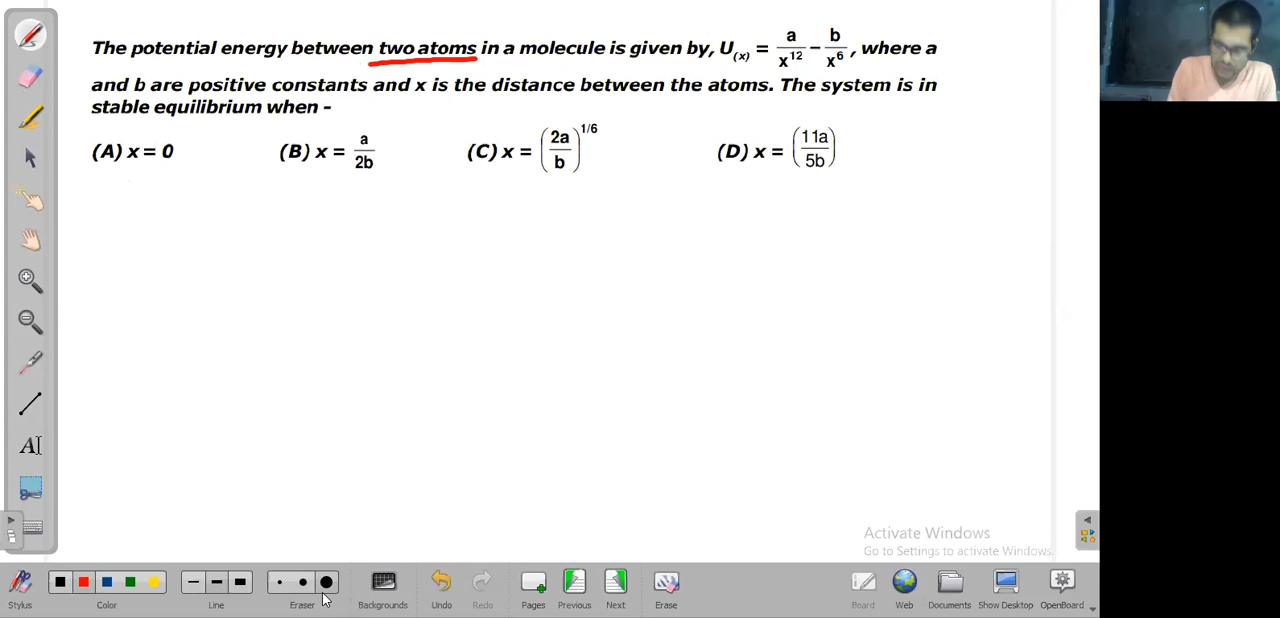 The potential energy between two atoms in a molecule is given by, U(x) = a/x¹² − b/x⁶, where a
and b are positive constants and x is the distance between the atoms. The system is in
stable equilibrium when -
(A) x = 0 (B) x = a/2b (C) x = (2a/b)^1/6 (D) x = (11a/5b)
Activate Windows
Go to Settings to activate Windows.
Stylus Color Line Eraser Backgrounds Undo Redo Pages Previous Next Erase Board Web Documents Show Desktop OpenBoard